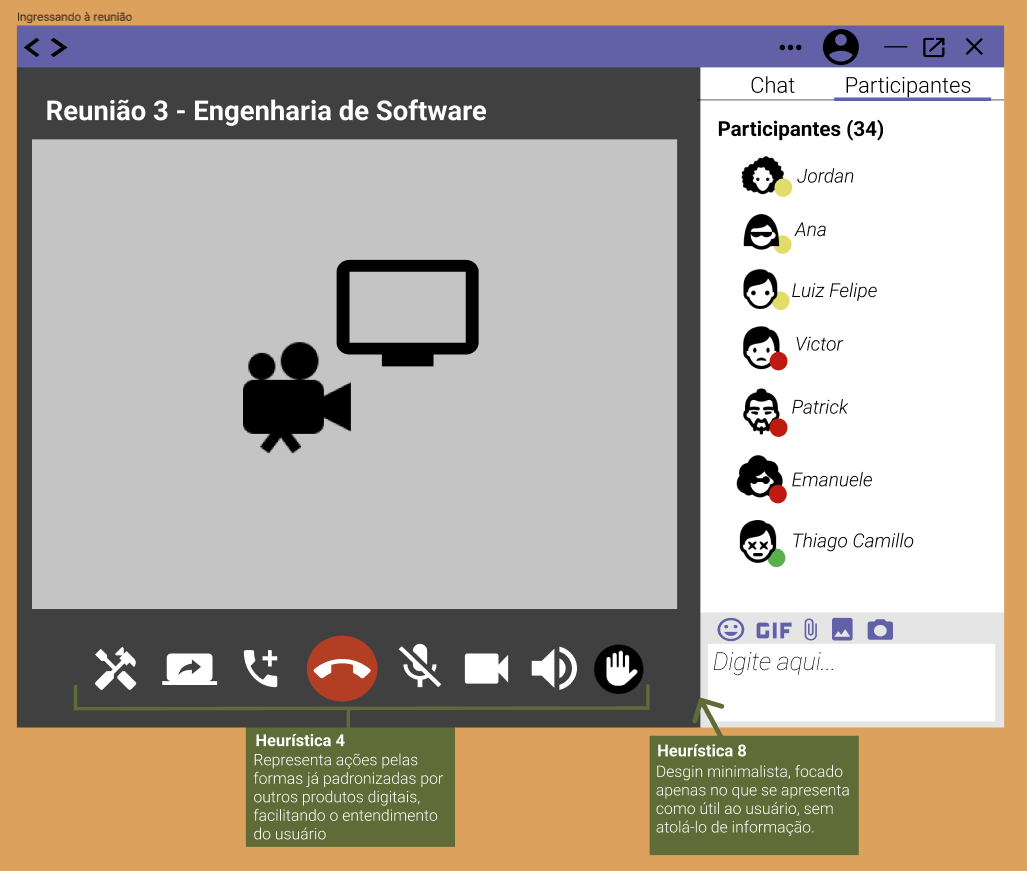 Ingressando à reunião
Chat
Participantes
Reunião 3 - Engenharia de Software
Participantes (34)
Jordan
Ana
Luiz Felipe
Victor
Patrick
Emanuele
Thiago Camillo
GIF
Digite aqui...
Heurística 4
Representa ações pelas
formas já padronizadas por
outros produtos digitais,
facilitando o entendimento
do usuário
Heurística 8
Desgin minimalista, focado
apenas no que se apresenta
como útil ao usuário, sem
atolá-lo de informação.